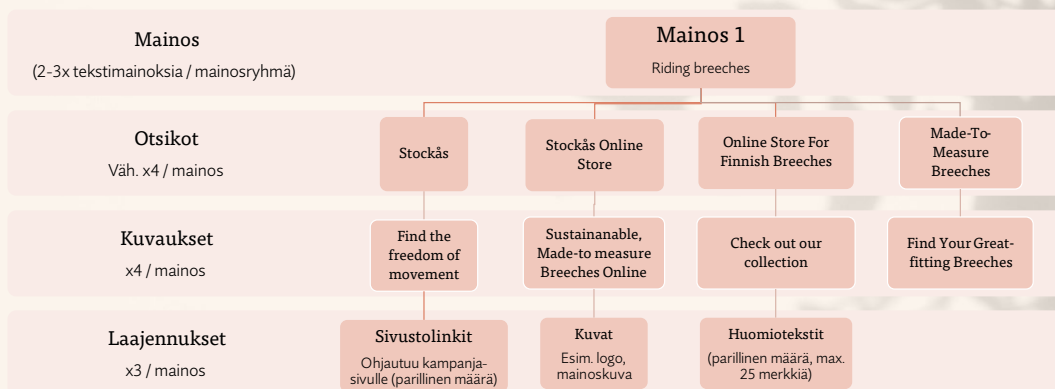 Mainos
(2-3x tekstimainoksia / mainosryhmä)
Mainos 1
Riding breeches
Otsikot
Väh. x4 / mainos
Stockås
Stockås Online
Store
Online Store For
Finnish Breeches
Made-To-
Measure
Breeches
Kuvaukset
x4 / mainos
Find the
freedom of
movement
Sustainanable,
Made-to measure
Breeches Online
Check out our
collection
Find Your Great-
fitting Breeches
Laajennukset
x3 / mainos
Sivustolinkit
Ohjautuu kampanja-
sivulle (parillinen määrä)
Kuvat
Esim. logo,
mainoskuva
Huomiotekstit
(parillinen määrä, max.
25 merkkiä)